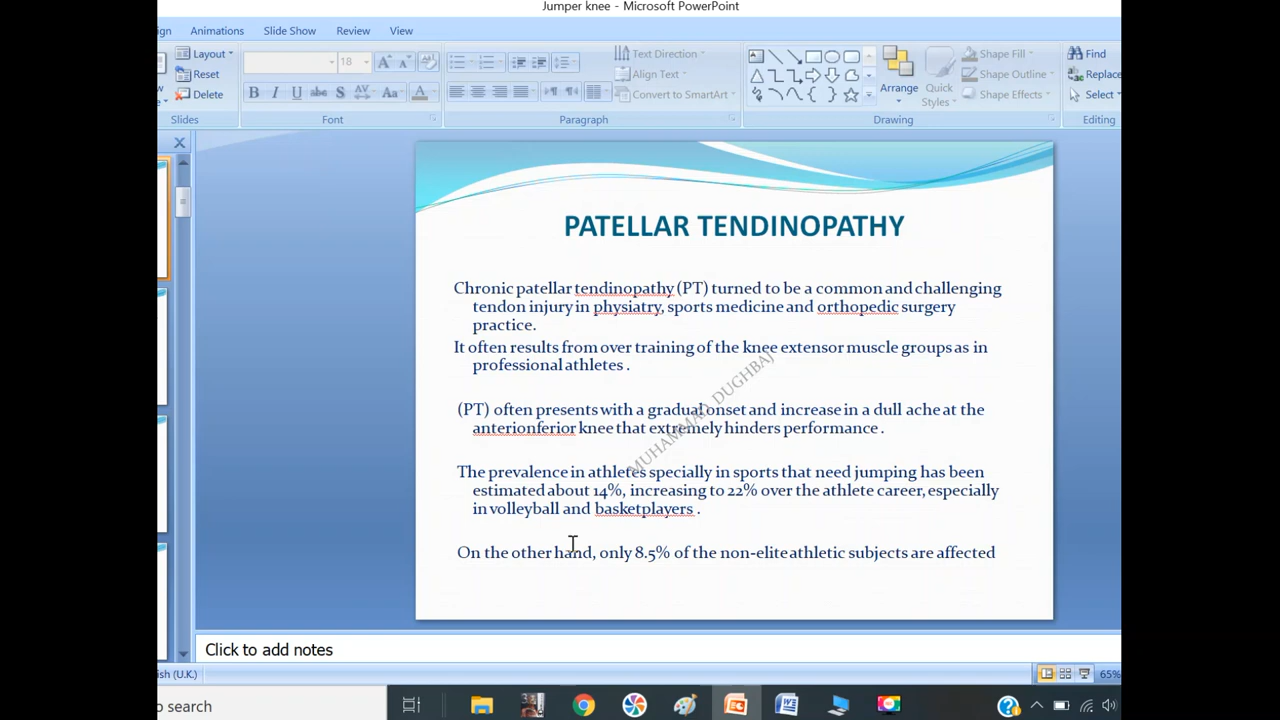 Jumper knee - Microsoft PowerPoint
ign Animations Slide Show Review View
Layout
Reset
Delete
Slides
18
B I U abc S AV Aa A
Font
Paragraph
Text Direction
Align Text
Convert to SmartArt
Arrange
Quick Styles
Shape Fill
Shape Outline
Shape Effects
Drawing
Find
Replace
Select
Editing
PATELLAR TENDINOPATHY
Chronic patellar tendinopathy (PT) turned to be a common and challenging
tendon injury in physiatry, sports medicine and orthopedic surgery
practice.
It often results from over training of the knee extensor muscle groups as in
professional athletes .
(PT) often presents with a gradual onset and increase in a dull ache at the
anterionferior knee that extremely hinders performance .
The prevalence in athletes specially in sports that need jumping has been
estimated about 14%, increasing to 22% over the athlete career, especially
in volleyball and basketplayers .
On the other hand, only 8.5% of the non-elite athletic subjects are affected
MUHAMMAD DUGHBAJ
Click to add notes
ish (U.K.)
65%
o search